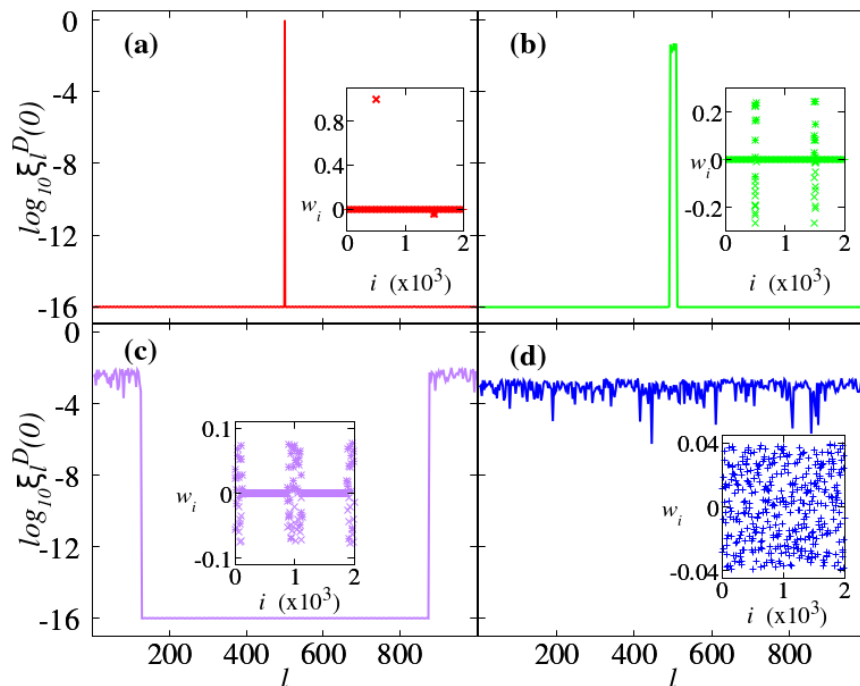 (a)
log₁₀ξₗᴰ(0)
0
-4
-8
-12
-16
0.8
0.4
0
wᵢ
0 1 2
i (x10³)
(b)
0.2
0
wᵢ
-0.2
0 1 2
i (x10³)
(c)
log₁₀ξₗᴰ(0)
0
-4
-8
-12
-16
0.1
wᵢ 0
-0.1
0 1 2
i (x10³)
200 400 600 800
l
(d)
0.04
wᵢ 0
-0.04
0 1 2
i (x10³)
200 400 600 800
l